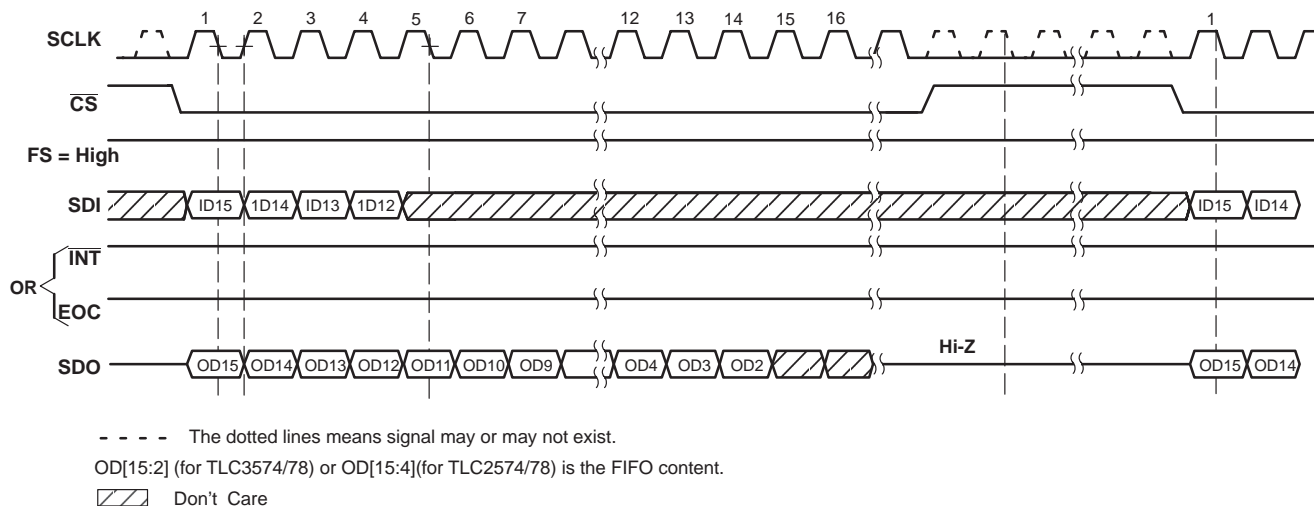 1 2 3 4 5 6 7 12 13 14 15 16 1
SCLK
CS
FS = High
SDI ID15 1D14 ID13 1D12 ID15 ID14
INT
OR
EOC
Hi-Z
SDO OD15 OD14 OD13 OD12 OD11 OD10 OD9 OD4 OD3 OD2 OD15 OD14
The dotted lines means signal may or may not exist.
OD[15:2] (for TLC3574/78) or OD[15:4](for TLC2574/78) is the FIFO content.
Don't Care